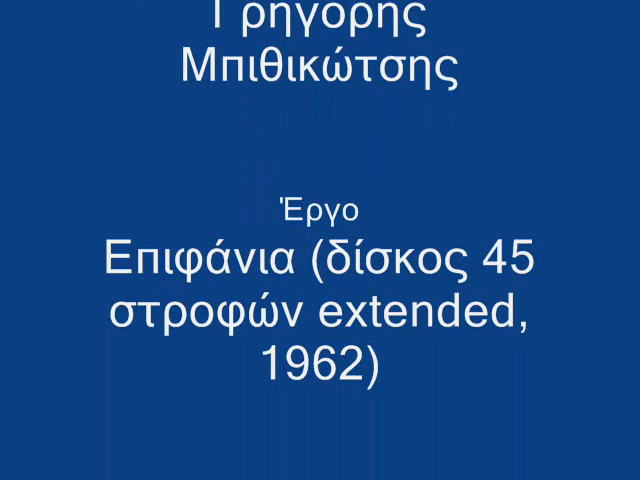 Γρηγόρης
Μπιθικώτσης
Έργο
Επιφάνια (δίσκος 45
στροφών extended,
1962)